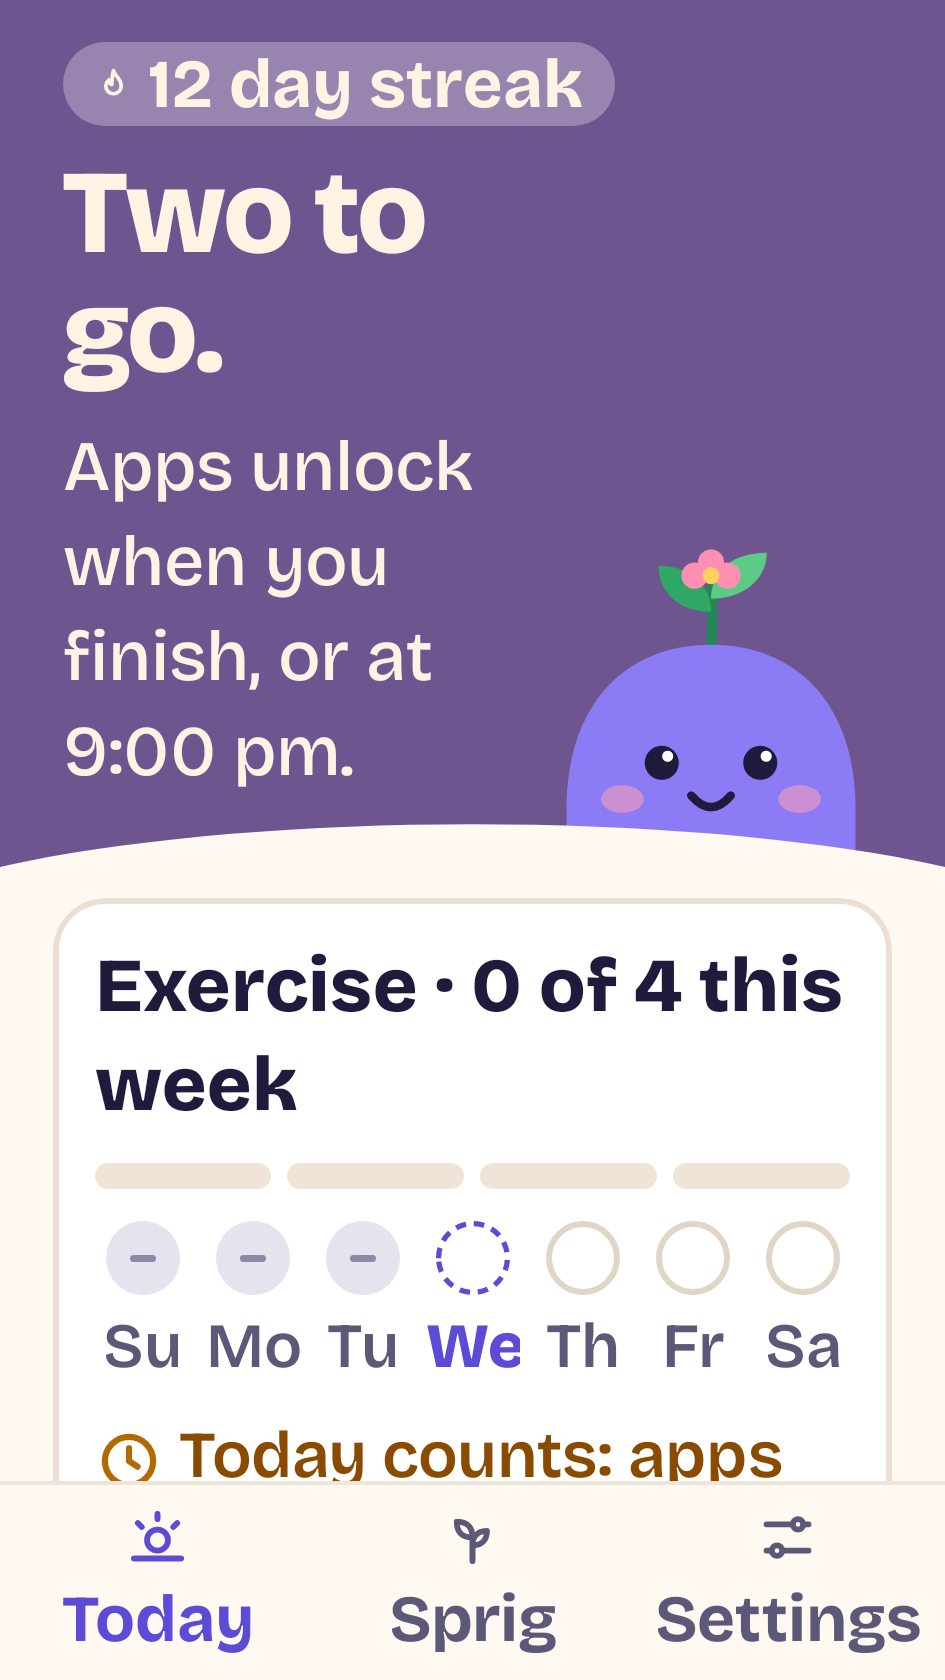 12 day streak
Two to
go.
Apps unlock
when you
finish, or at
9:00 pm.
Exercise · 0 of 4 this
week
Su Mo Tu We Th Fr Sa
Today counts: apps
Today Sprig Settings